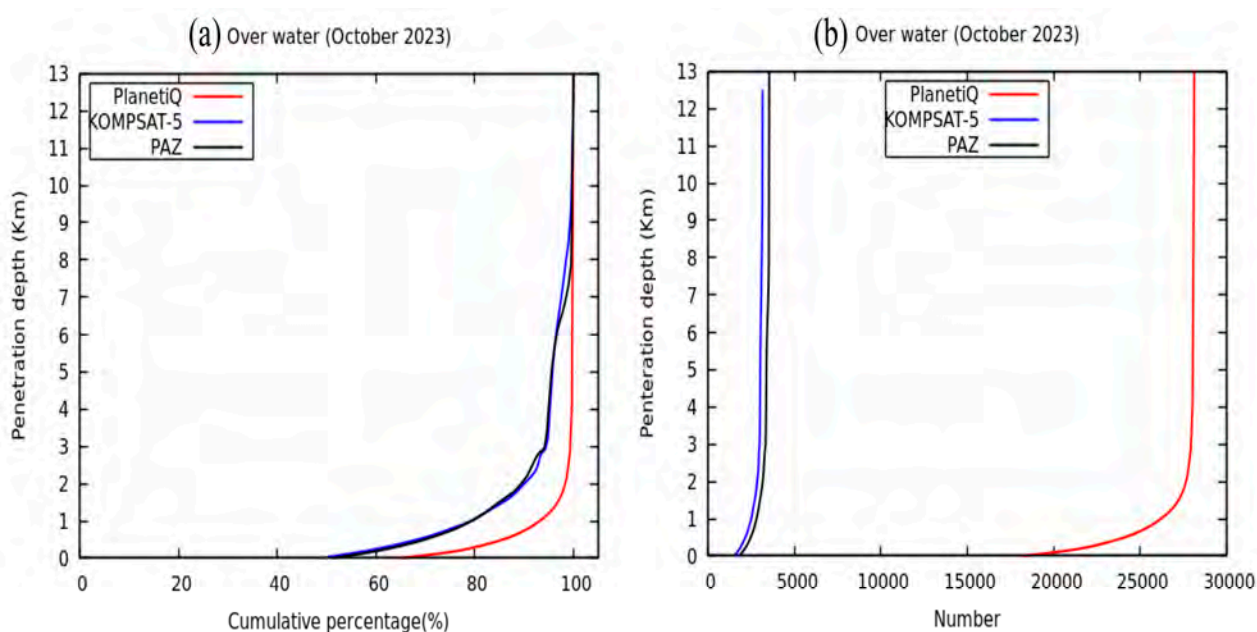 (a) Over water (October 2023)
13
12
11
10
9
8
7
6
5
4
3
2
1
0
PlanetiQ
KOMPSAT-5
PAZ
Penetration depth (Km)
0 20 40 60 80 100
Cumulative percentage(%)
(b) Over water (October 2023)
13
12
11
10
9
8
7
6
5
4
3
2
1
0
PlanetiQ
KOMPSAT-5
PAZ
Penteration depth (Km)
0 5000 10000 15000 20000 25000 30000
Number